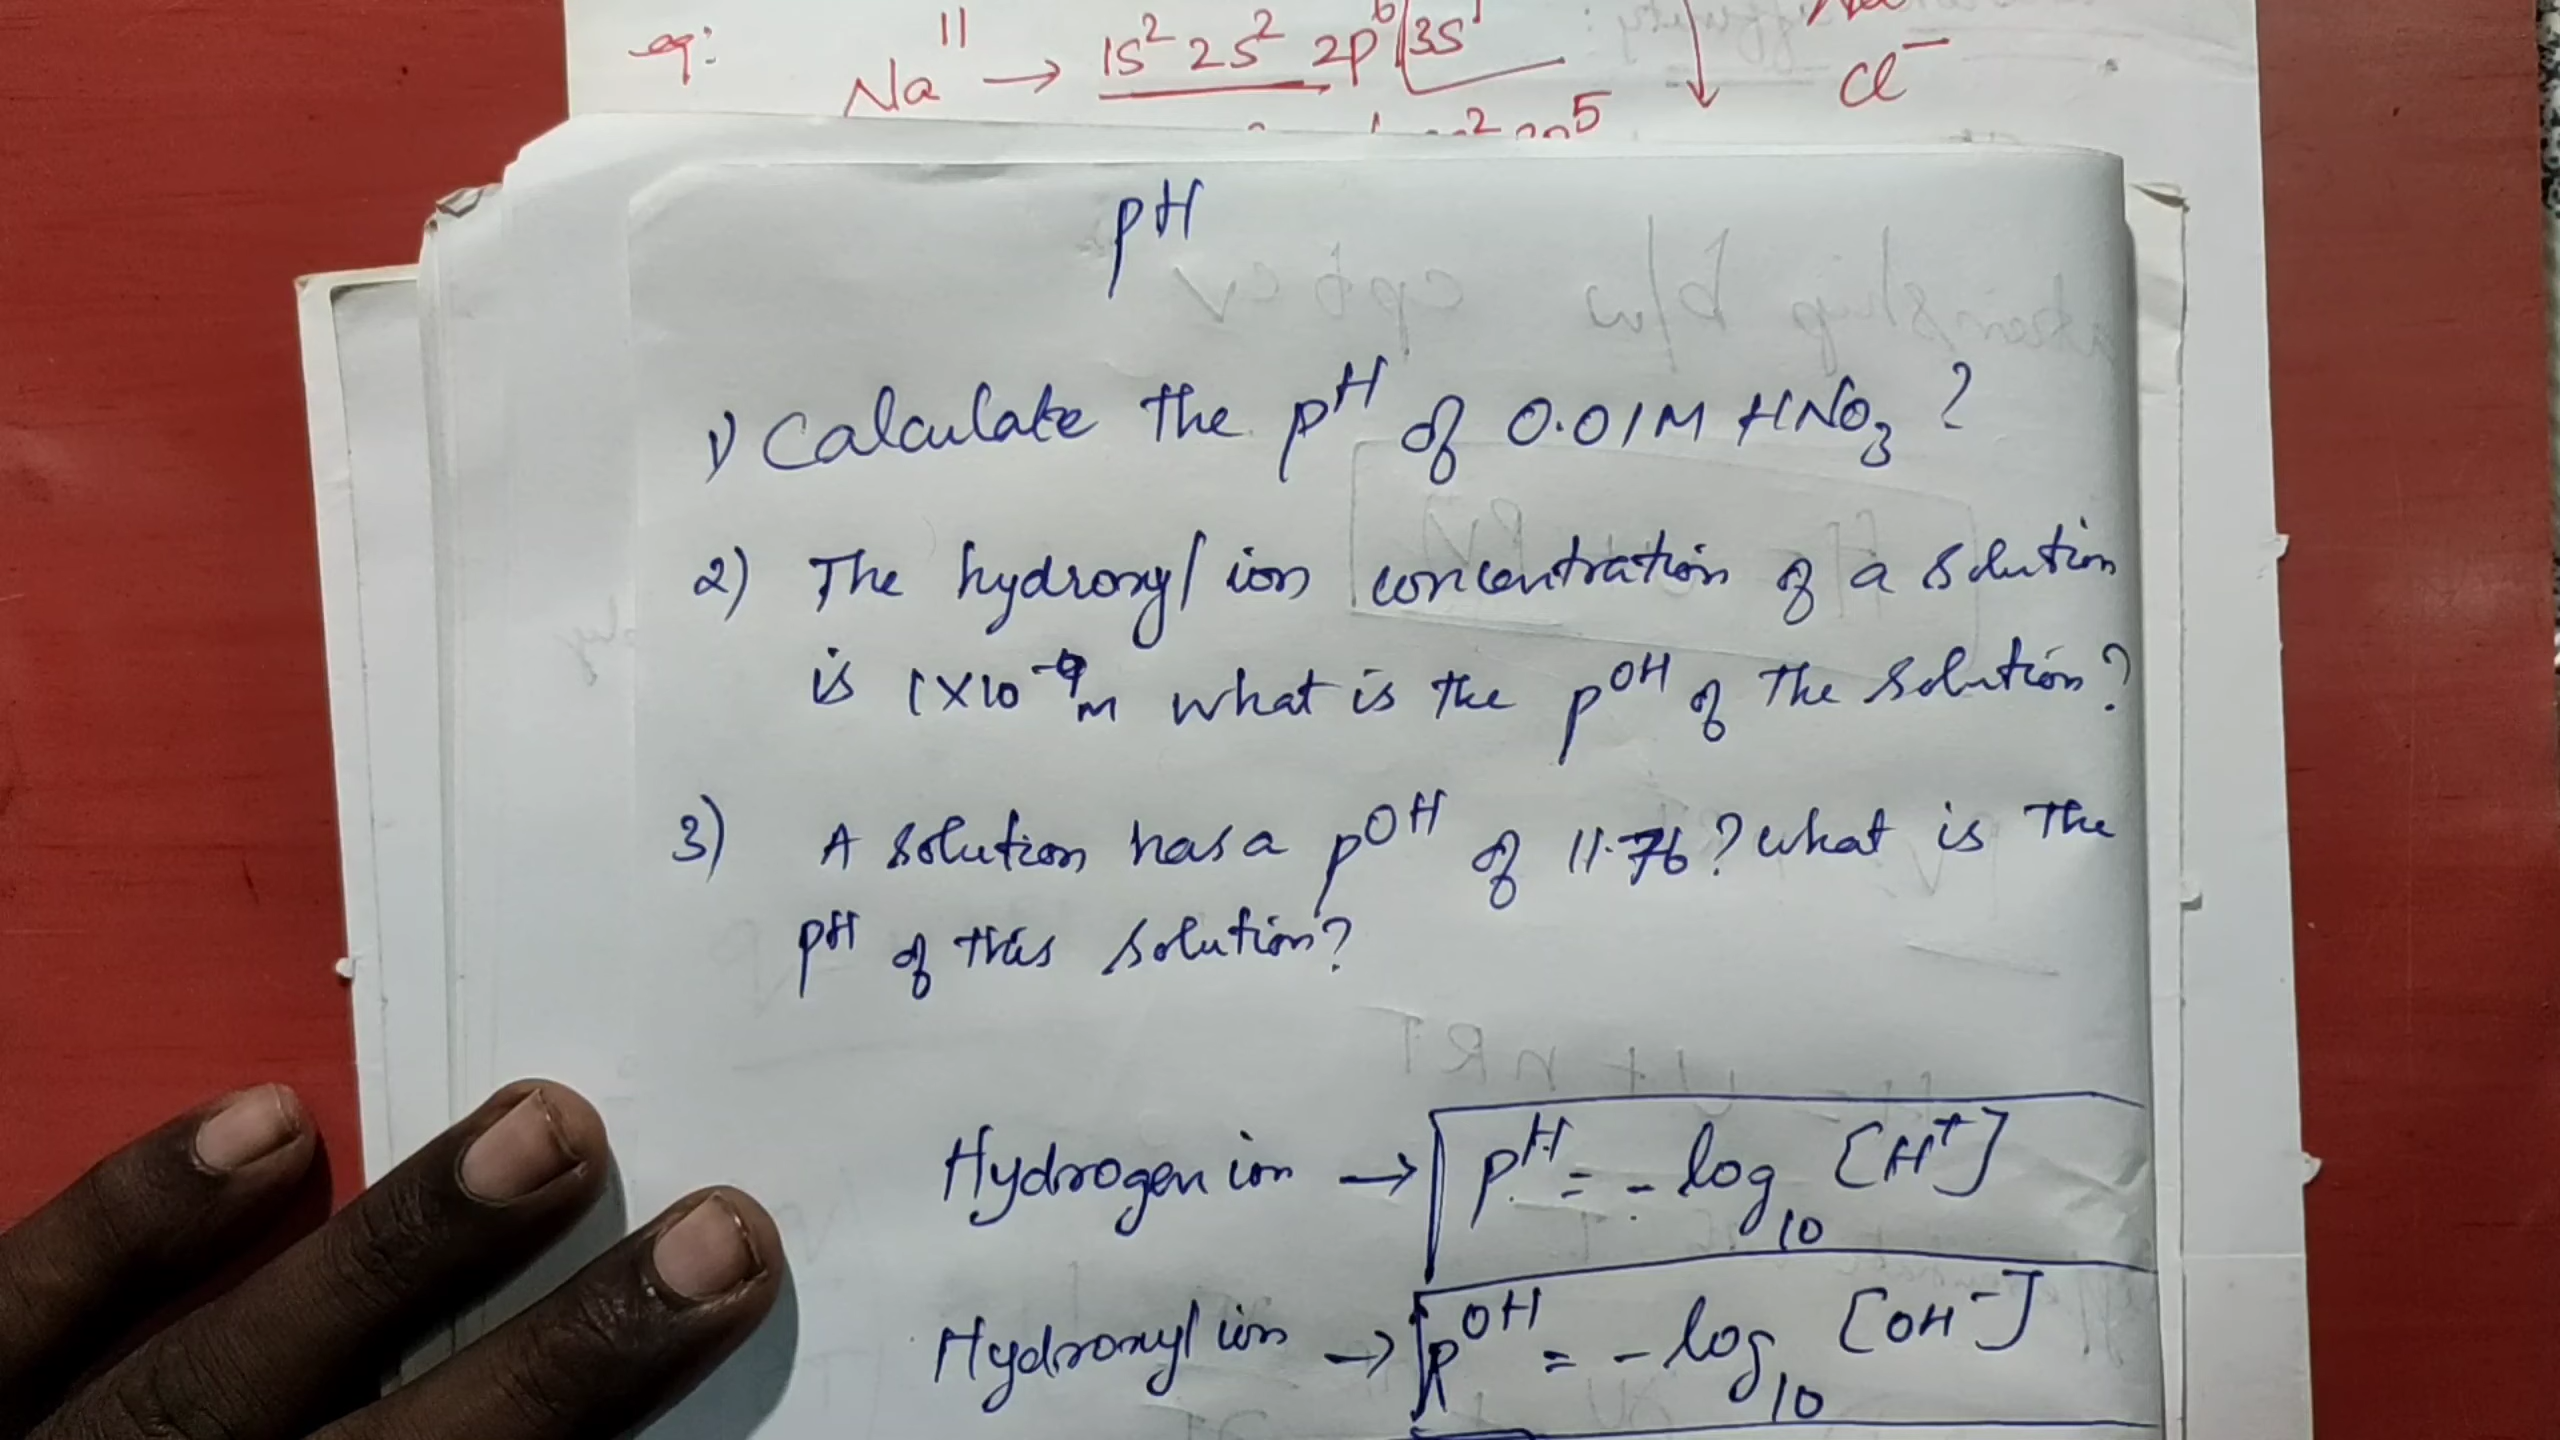 eg: Na¹¹ → 1s² 2s² 2p⁶ 3s¹
Cl⁻
pH
1) Calculate the pH of 0.01M HNO₃ ?
2) The hydroxyl ion concentration of a solution
is 1×10⁻⁹M what is the pOH of the solution?
3) A solution has a pOH of 11.76? what is the
pH of this solution?
Hydrogen ion → pH = - log₁₀ [H⁺]
Hydroxyl ion → pOH = - log₁₀ [OH⁻]